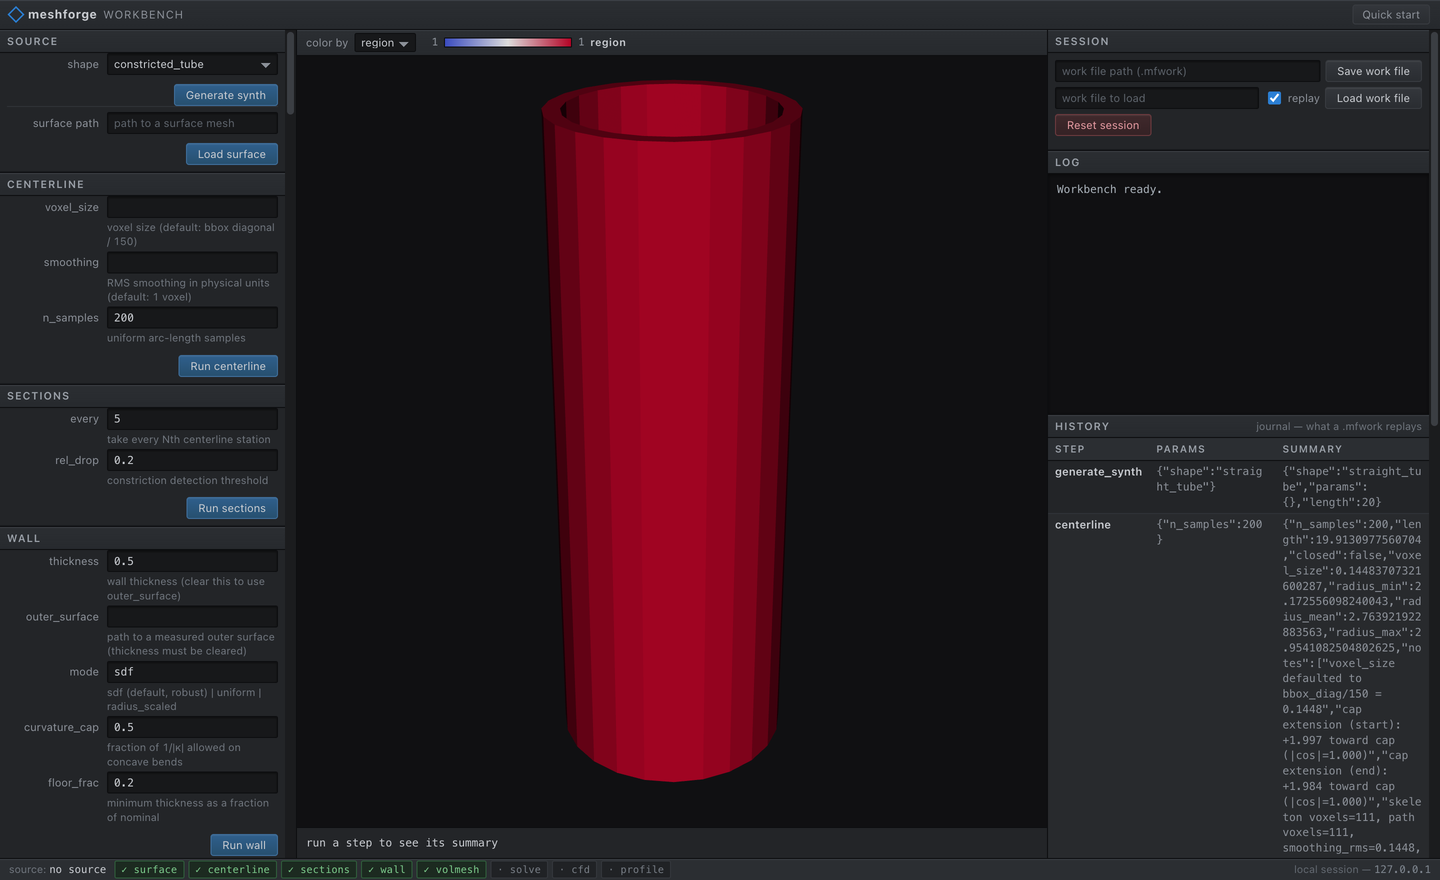 meshforge WORKBENCH
Quick start
SOURCE
shape constricted_tube
Generate synth
surface path path to a surface mesh
Load surface
CENTERLINE
voxel_size
voxel size (default: bbox diagonal
/ 150)
smoothing
RMS smoothing in physical units
(default: 1 voxel)
n_samples 200
uniform arc-length samples
Run centerline
SECTIONS
every 5
take every Nth centerline station
rel_drop 0.2
constriction detection threshold
Run sections
WALL
thickness 0.5
wall thickness (clear this to use
outer_surface)
outer_surface
path to a measured outer surface
(thickness must be cleared)
mode sdf
sdf (default, robust) | uniform |
radius_scaled
curvature_cap 0.5
fraction of 1/|κ| allowed on
concave bends
floor_frac 0.2
minimum thickness as a fraction
of nominal
Run wall
color by region 1 1 region
run a step to see its summary
SESSION
work file path (.mfwork) Save work file
work file to load replay Load work file
Reset session
LOG
Workbench ready.
HISTORY journal — what a .mfwork replays
STEP PARAMS SUMMARY
generate_synth
{"shape":"straig
ht_tube"}
{"shape":"straight_tu
be","params":
{},"length":20}
centerline
{"n_samples":200
}
{"n_samples":200,"len
gth":19.9130977560704
,"closed":false,"voxe
l_size":0.14483707321
600287,"radius_min":2
.172556098240043,"rad
ius_mean":2.763921922
883563,"radius_max":2
.9541082504802625,"no
tes":["voxel_size
defaulted to
bbox_diag/150 =
0.1448","cap
extension (start):
+1.997 toward cap
(|cos|=1.000)","cap
extension (end):
+1.984 toward cap
(|cos|=1.000)","skele
ton voxels=111, path
voxels=111,
smoothing_rms=0.1448,
source: no source ✓ surface ✓ centerline ✓ sections ✓ wall ✓ volmesh · solve · cfd · profile
local session — 127.0.0.1